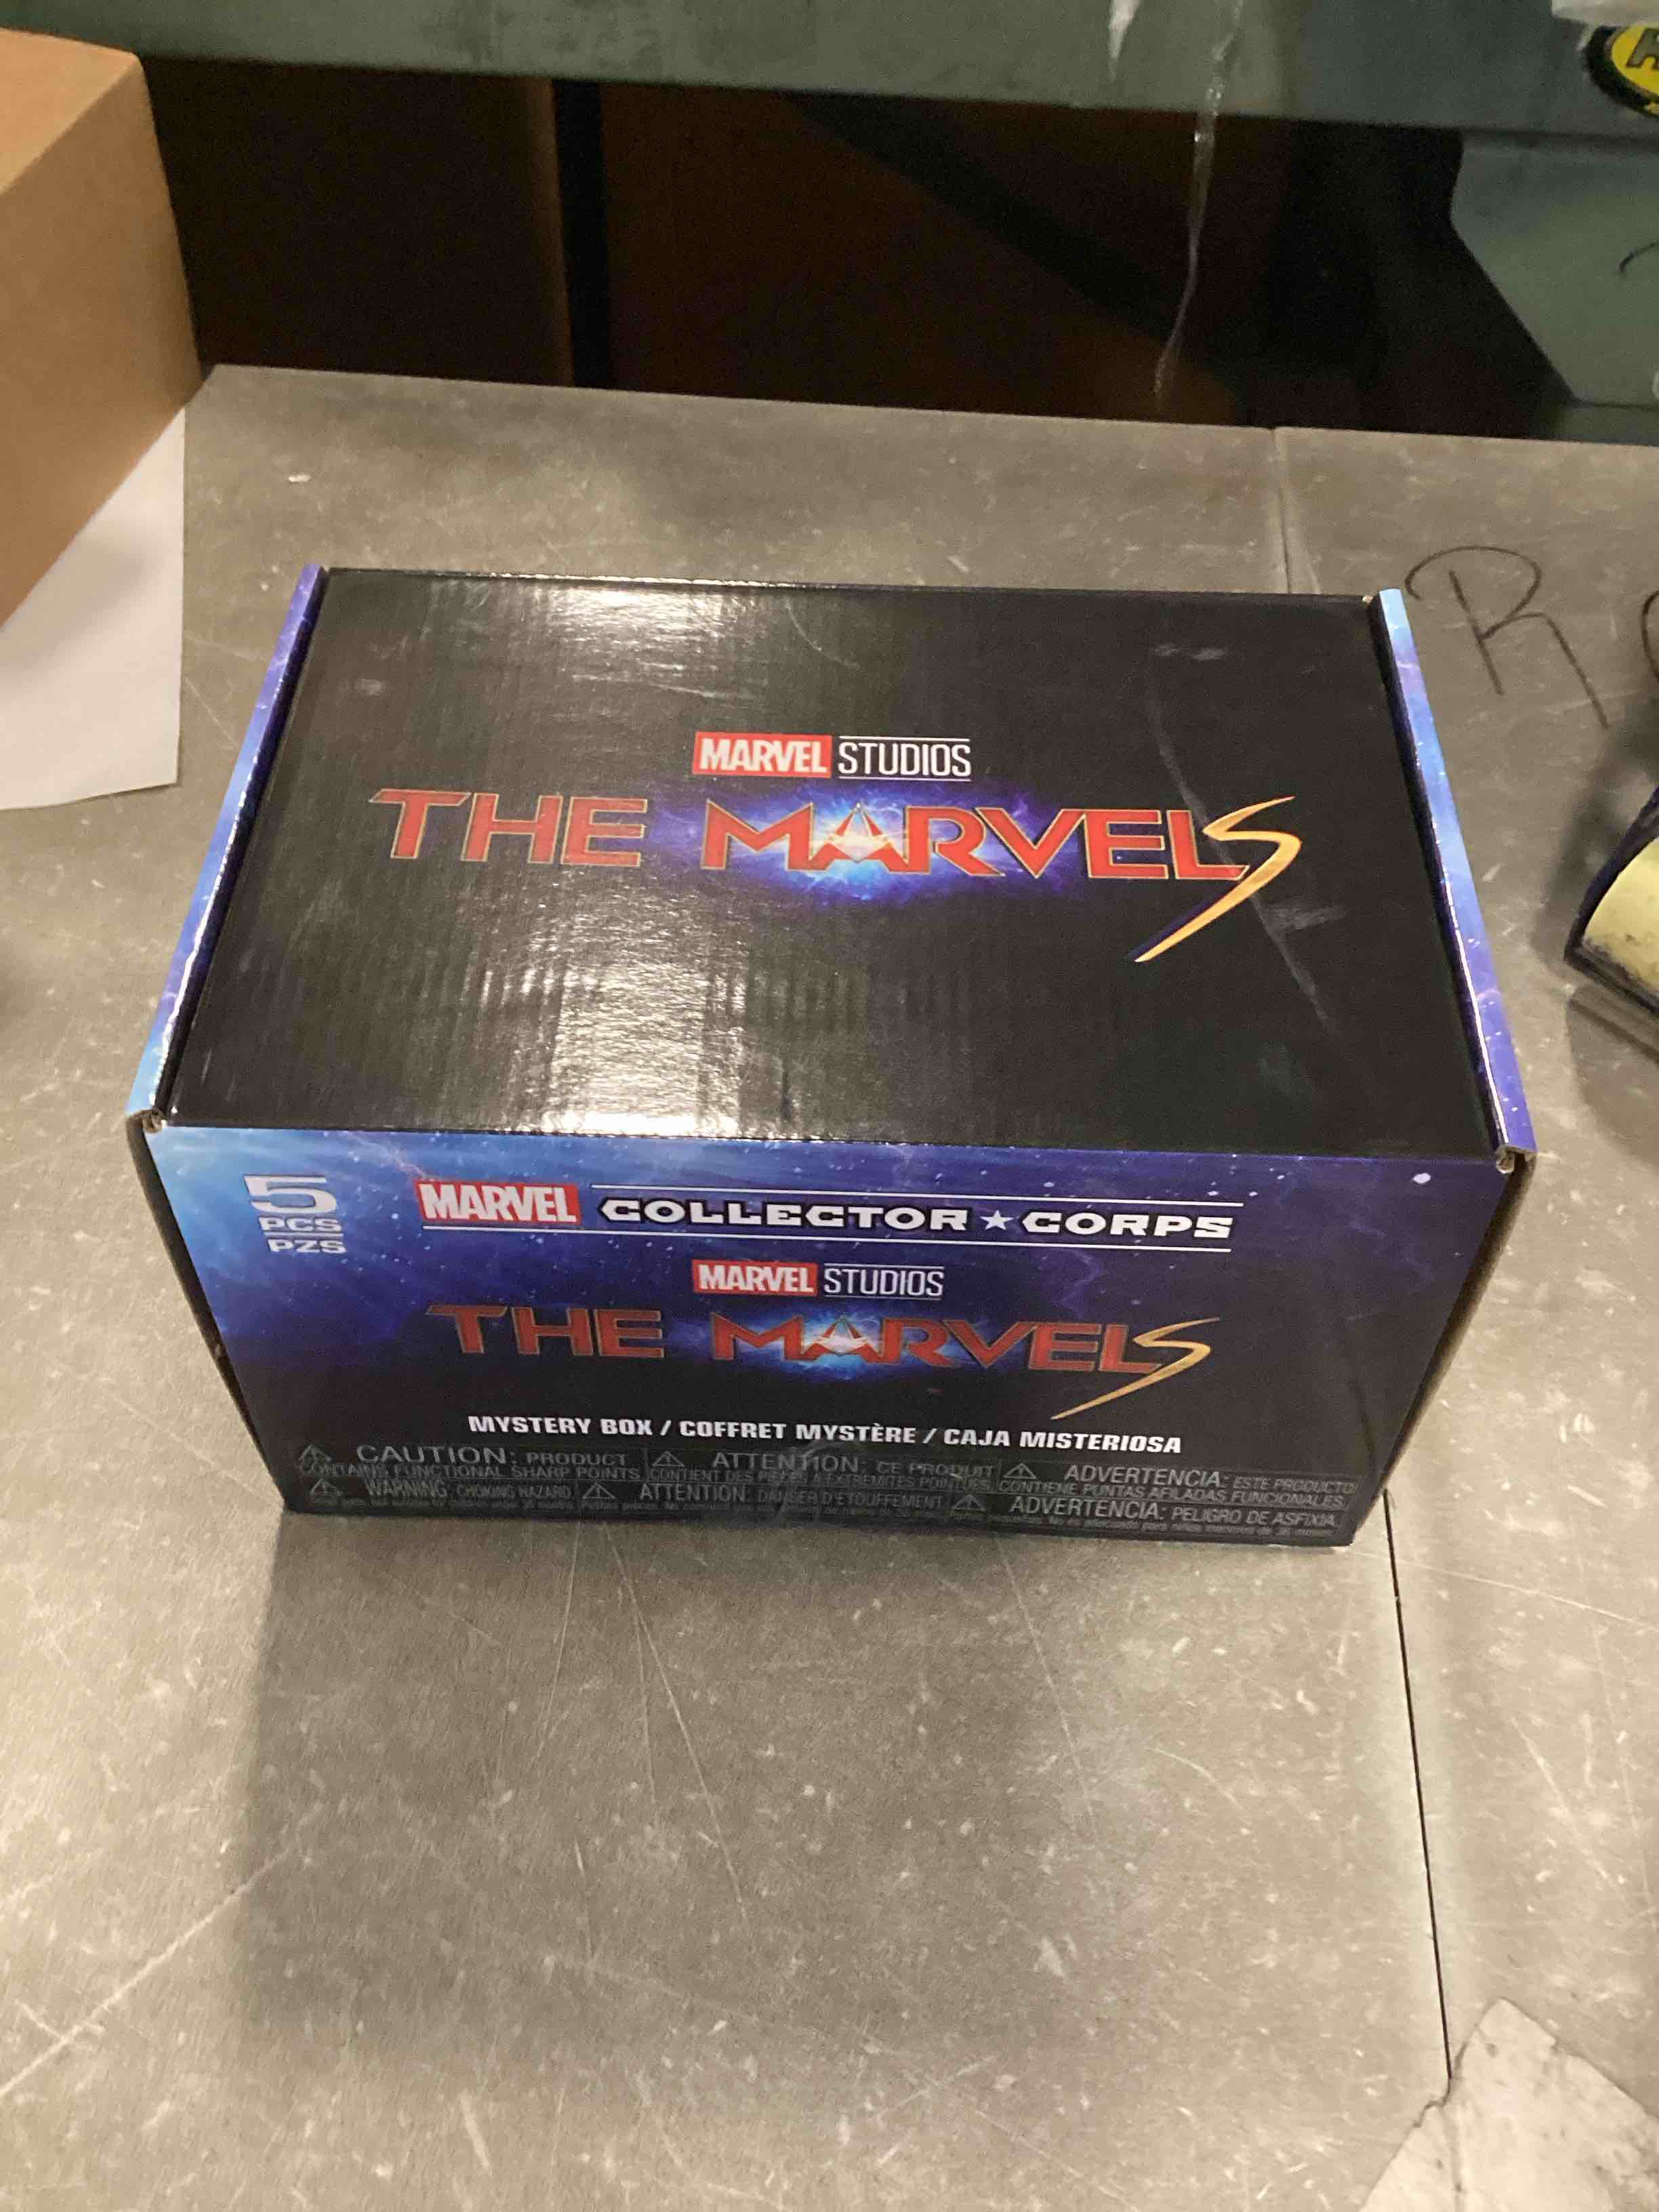 R
MARVEL STUDIOS
THE MARVELS
5
PCS
PZS
MARVEL COLLECTOR★CORPS
MARVEL STUDIOS
THE MARVELS
MYSTERY BOX / COFFRET MYSTÈRE / CAJA MISTERIOSA
CAUTION: PRODUCT
CONTAINS FUNCTIONAL SHARP POINTS
WARNING: CHOKING HAZARD
ATTENTION: CE PRODUIT
CONTIENT DES PIÈCES À EXTRÉMITÉS POINTUES
ATTENTION: DANGER D'ÉTOUFFEMENT
ADVERTENCIA: ESTE PRODUCTO
CONTIENE PUNTAS AFILADAS FUNCIONALES.
ADVERTENCIA: PELIGRO DE ASFIXIA.